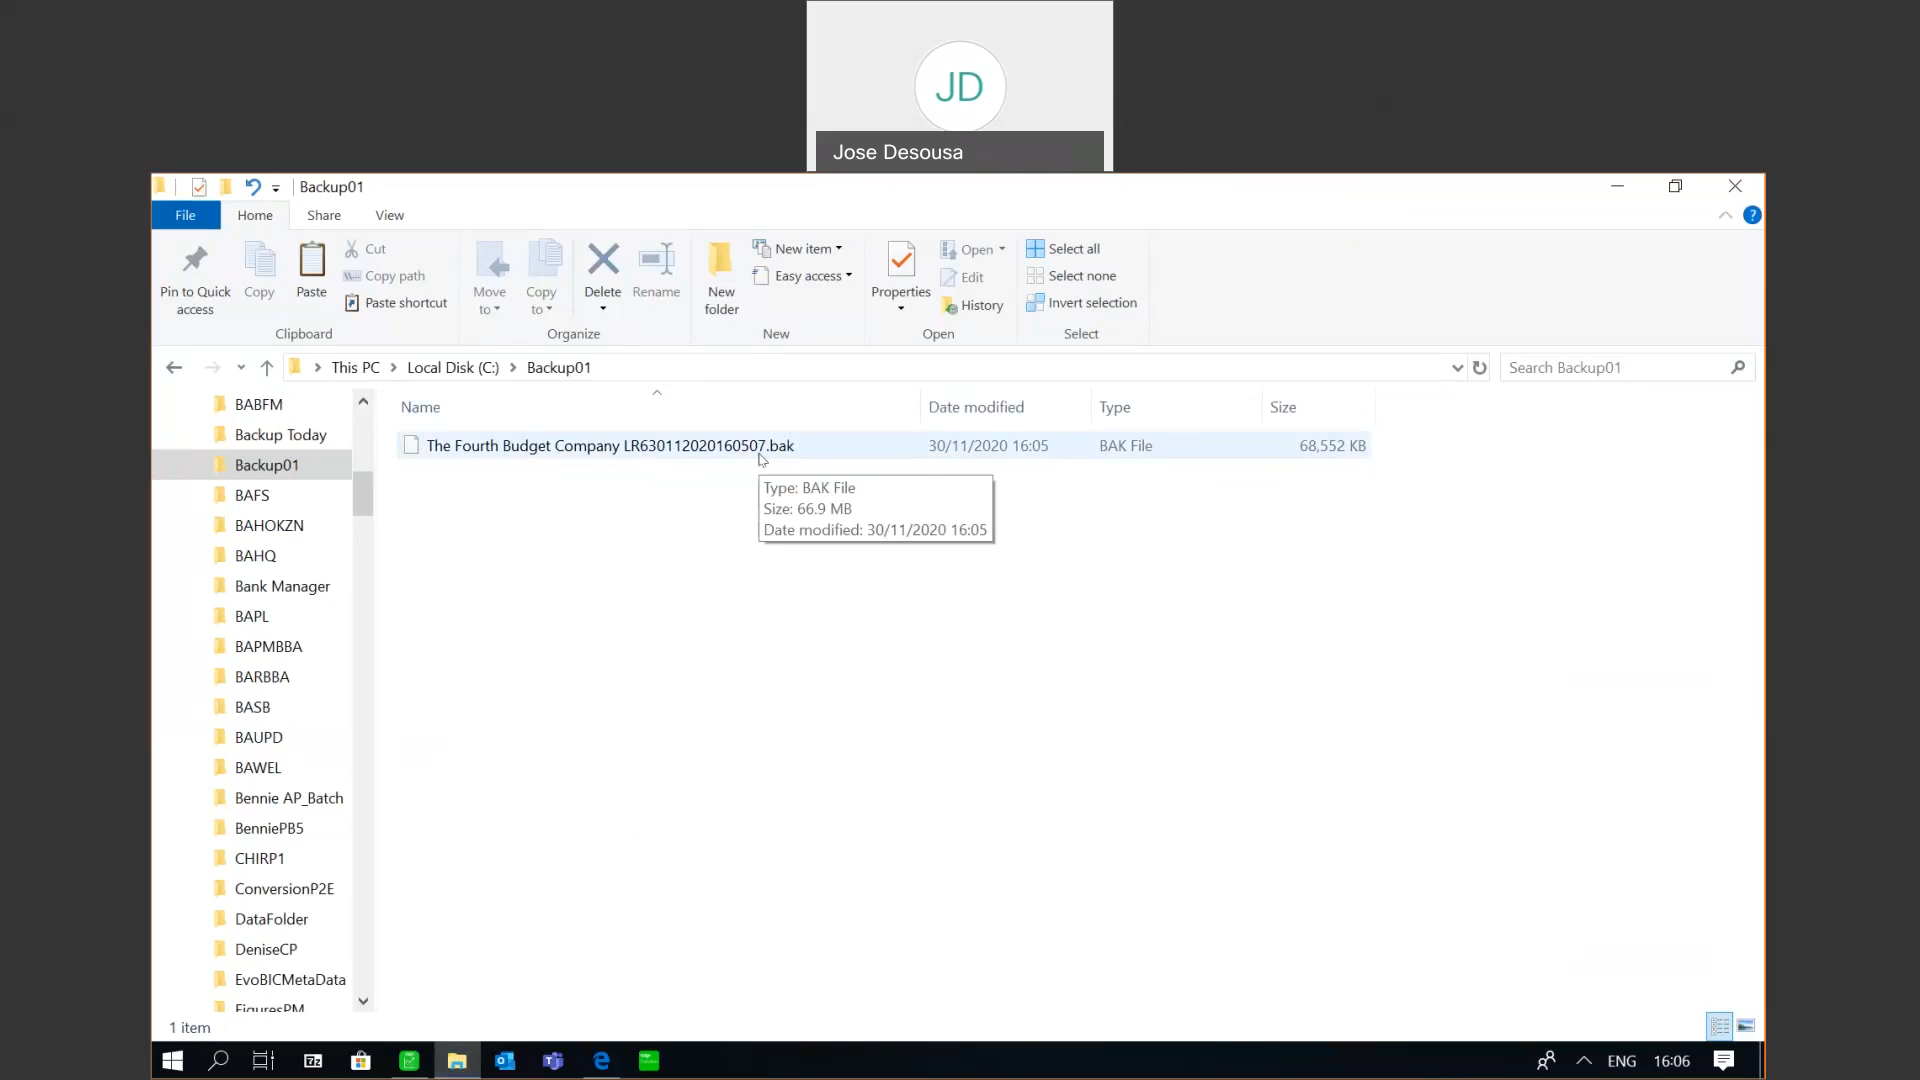 JD
Jose Desousa
Backup01
File Home Share View
Pin to Quick access
Copy
Paste
Cut
Copy path
Paste shortcut
Clipboard
Move to
Copy to
Delete
Rename
Organize
New folder
New item
Easy access
New
Properties
Open
Edit
History
Open
Select all
Select none
Invert selection
Select
This PC > Local Disk (C:) > Backup01
Search Backup01
Name Date modified Type Size
The Fourth Budget Company LR630112020160507.bak 30/11/2020 16:05 BAK File 68,552 KB
Type: BAK File
Size: 66.9 MB
Date modified: 30/11/2020 16:05
BABFM
Backup Today
Backup01
BAFS
BAHOKZN
BAHQ
Bank Manager
BAPL
BAPMBBA
BARBBA
BASB
BAUPD
BAWEL
Bennie AP_Batch
BenniePB5
CHIRP1
ConversionP2E
DataFolder
DeniseCP
EvoBICMetaData
FiguresPM
1 item
7z
ENG 16:06